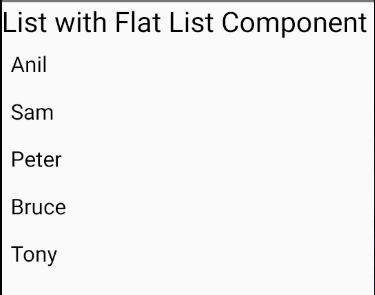 List with Flat List Component
Anil
Sam
Peter
Bruce
Tony